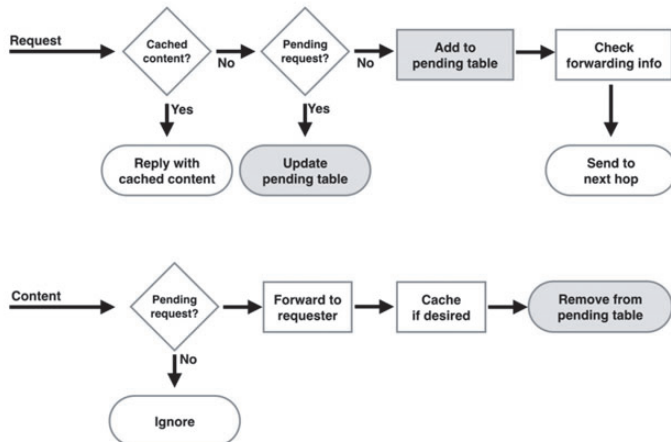 Request
Cached
content?
No
Pending
request?
No
Add to
pending table
Check
forwarding info
Yes
Yes
Reply with
cached content
Update
pending table
Send to
next hop
Content
Pending
request?
Forward to
requester
Cache
if desired
Remove from
pending table
No
Ignore